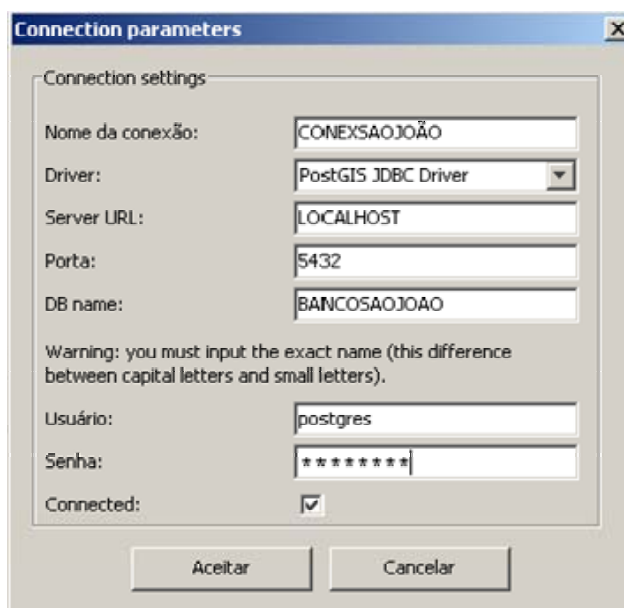 Connection parameters
Connection settings
Nome da conexão: CONEXSAOJOÃO
Driver: PostGIS JDBC Driver
Server URL: LOCALHOST
Porta: 5432
DB name: BANCOSAOJOAO
Warning: you must input the exact name (this difference
between capital letters and small letters).
Usuário: postgres
Senha: ********
Connected:
Aceitar Cancelar